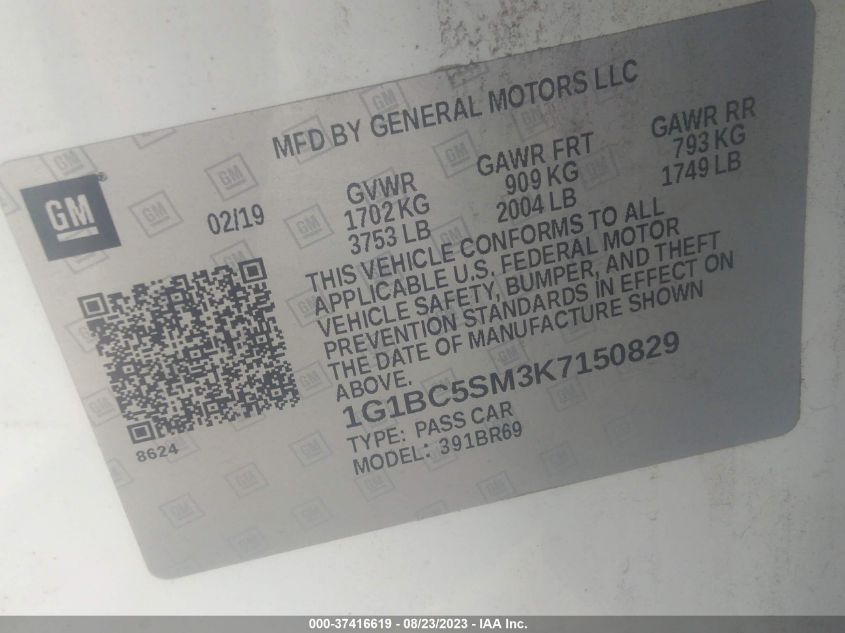 MFD BY GENERAL MOTORS LLC
GM®
02/19
GVWR
1702 KG
3753 LB
GAWR FRT
909 KG
2004 LB
GAWR RR
793 KG
1749 LB
THIS VEHICLE CONFORMS TO ALL
APPLICABLE U.S. FEDERAL MOTOR
VEHICLE SAFETY, BUMPER, AND THEFT
PREVENTION STANDARDS IN EFFECT ON
THE DATE OF MANUFACTURE SHOWN
ABOVE.
1G1BC5SM3K7150829
TYPE: PASS CAR
MODEL: 391BR69
8624
000-37416619 - 08/23/2023 - IAA Inc.